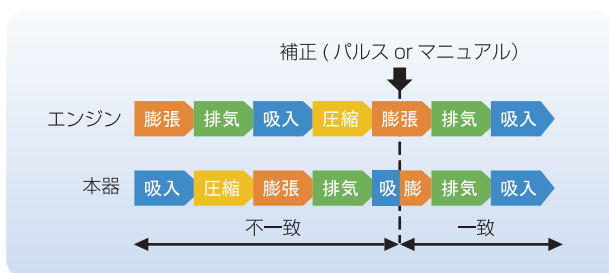 補正(パルス or マニュアル)
エンジン 膨張 排気 吸入 圧縮 膨張 排気 吸入
本器 吸入 圧縮 膨張 排気 吸 膨 排気 吸入
不一致 一致